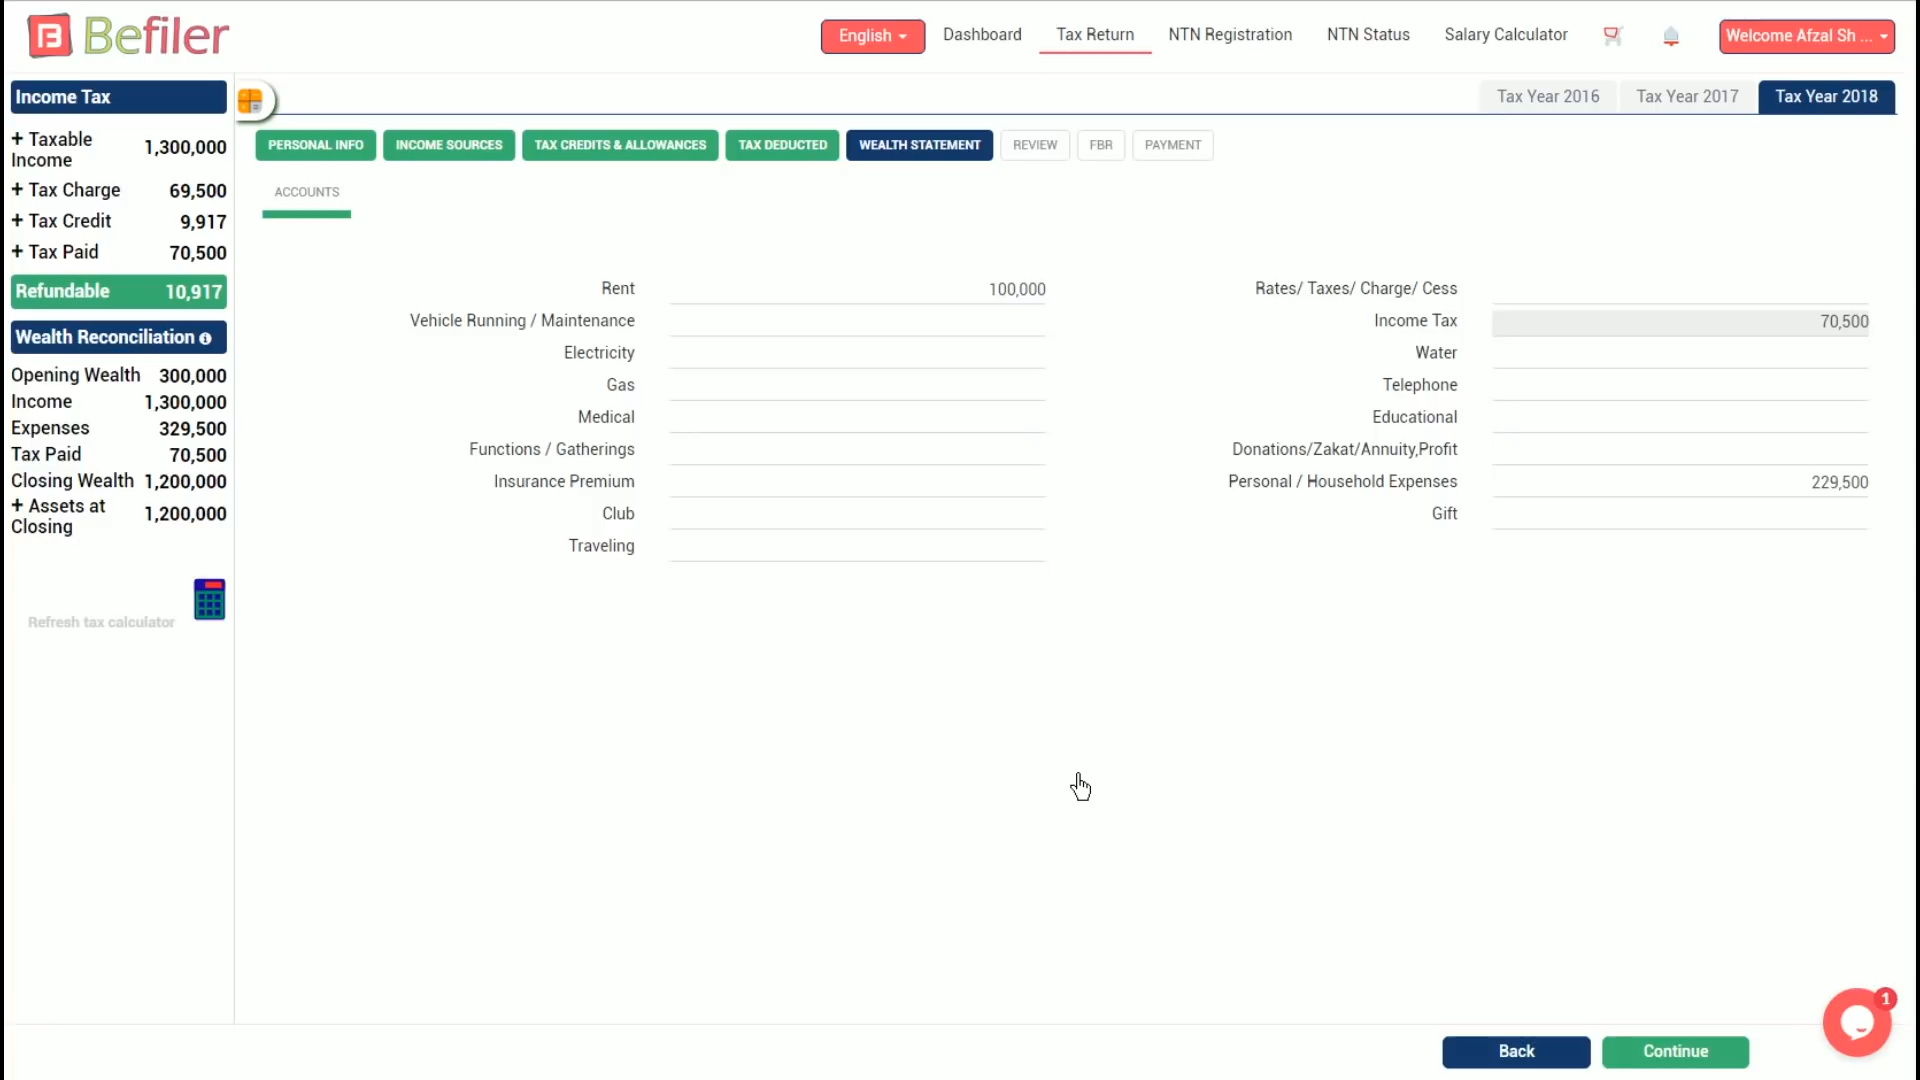 Befiler
English
Dashboard
Tax Return
NTN Registration
NTN Status
Salary Calculator
Welcome Afzal Sh ...
Income Tax
+ Taxable Income 1,300,000
+ Tax Charge 69,500
+ Tax Credit 9,917
+ Tax Paid 70,500
Refundable 10,917
Wealth Reconciliation
Opening Wealth 300,000
Income 1,300,000
Expenses 329,500
Tax Paid 70,500
Closing Wealth 1,200,000
+ Assets at Closing 1,200,000
Refresh tax calculator
Tax Year 2016
Tax Year 2017
Tax Year 2018
PERSONAL INFO
INCOME SOURCES
TAX CREDITS & ALLOWANCES
TAX DEDUCTED
WEALTH STATEMENT
REVIEW
FBR
PAYMENT
ACCOUNTS
Rent 100,000
Rates/ Taxes/ Charge/ Cess
Vehicle Running / Maintenance
Income Tax 70,500
Electricity
Water
Gas
Telephone
Medical
Educational
Functions / Gatherings
Donations/Zakat/Annuity,Profit
Insurance Premium
Personal / Household Expenses 229,500
Club
Gift
Traveling
1
Back
Continue